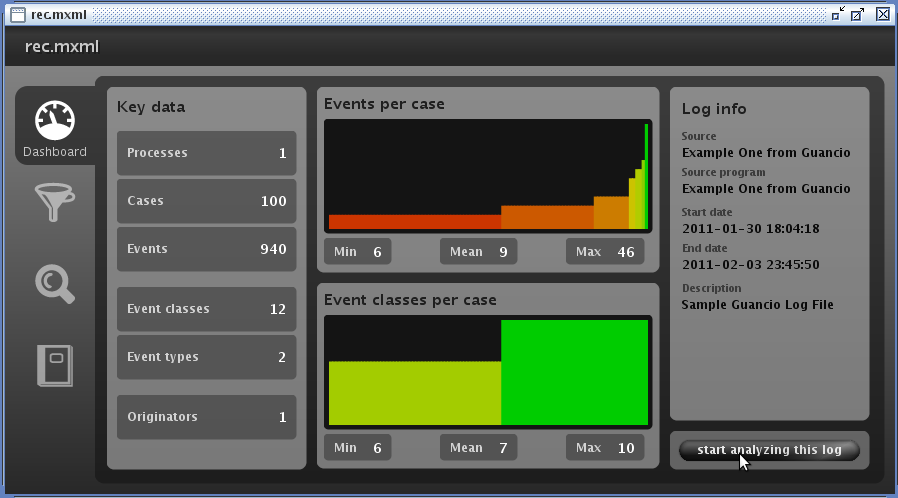 rec.mxml
rec.mxml
Dashboard
Key data
Processes 1
Cases 100
Events 940
Event classes 12
Event types 2
Originators 1
Events per case
Min 6 Mean 9 Max 46
Event classes per case
Min 6 Mean 7 Max 10
Log info
Source
Example One from Guancio
Source program
Example One from Guancio
Start date
2011-01-30 18:04:18
End date
2011-02-03 23:45:50
Description
Sample Guancio Log File
start analyzing this log